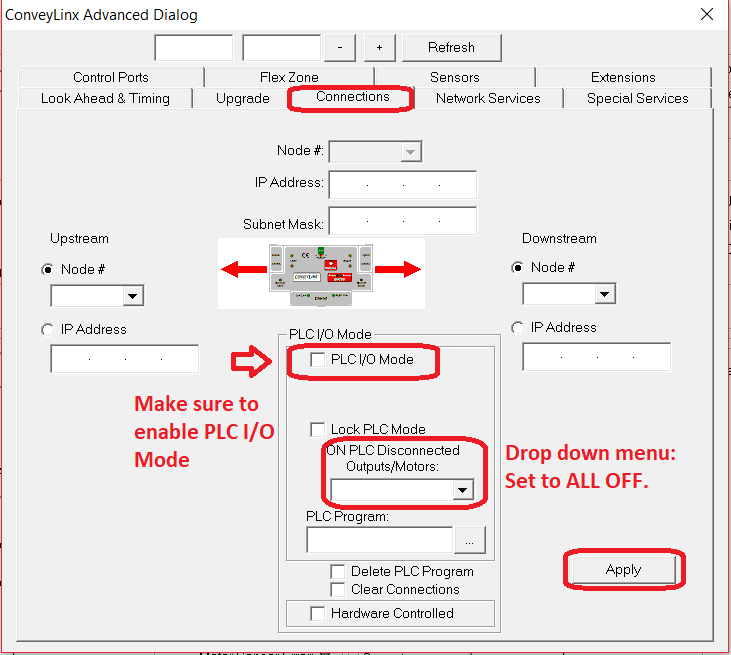 ConveyLinx Advanced Dialog
- + Refresh
Control Ports Flex Zone Sensors Extensions
Look Ahead & Timing Upgrade Connections Network Services Special Services
Node #:
IP Address:
Subnet Mask:
Upstream
Node #
IP Address
Downstream
Node #
IP Address
CE
Ethernet
PLC I/O Mode
PLC I/O Mode
Make sure to
enable PLC I/O
Mode
Lock PLC Mode
ON PLC Disconnected
Outputs/Motors:
Drop down menu:
Set to ALL OFF.
PLC Program:
...
Delete PLC Program
Clear Connections
Hardware Controlled
Apply